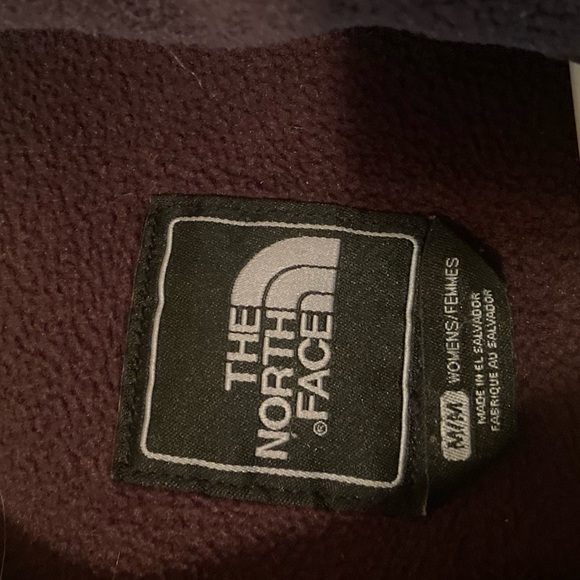 THE
NORTH
FACE®
M/M WOMENS/FEMMES
MADE IN EL SALVADOR
FABRIQUE AU SALVADOR